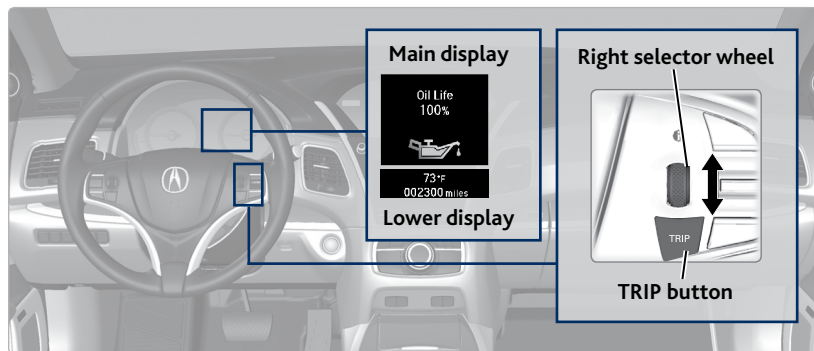 Main display
Oil Life
100%
73°F
002300 miles
Lower display
Right selector wheel
TRIP
TRIP button